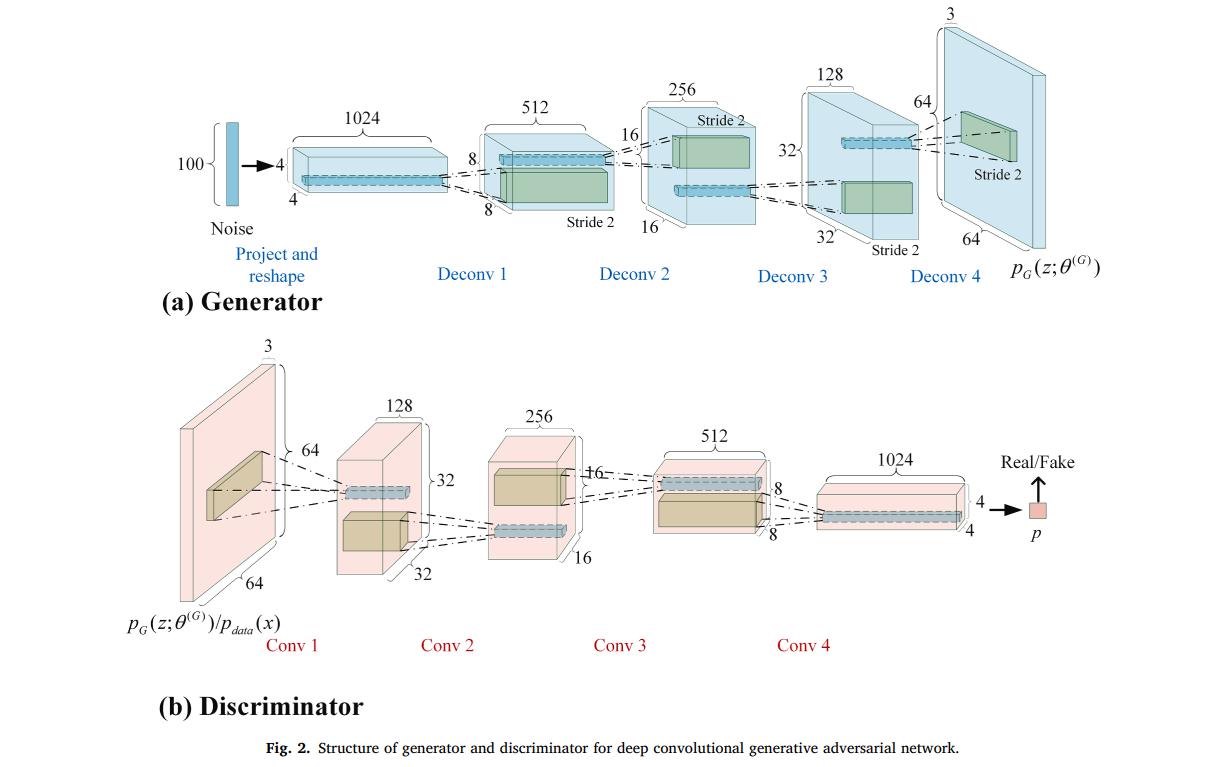 3
128
256
64
512
Stride 2
1024
16
32
100
4
8
4
8
Stride 2
Stride 2
16
32
Stride 2
64
Noise
Project and
reshape
Deconv 1
Deconv 2
Deconv 3
Deconv 4
p_G(z;θ^(G))
(a) Generator
3
128
256
512
1024
64
32
16
8
4
Real/Fake
4
8
16
32
64
p
p_G(z;θ^(G))/p_data(x)
Conv 1
Conv 2
Conv 3
Conv 4
(b) Discriminator
Fig. 2. Structure of generator and discriminator for deep convolutional generative adversarial network.